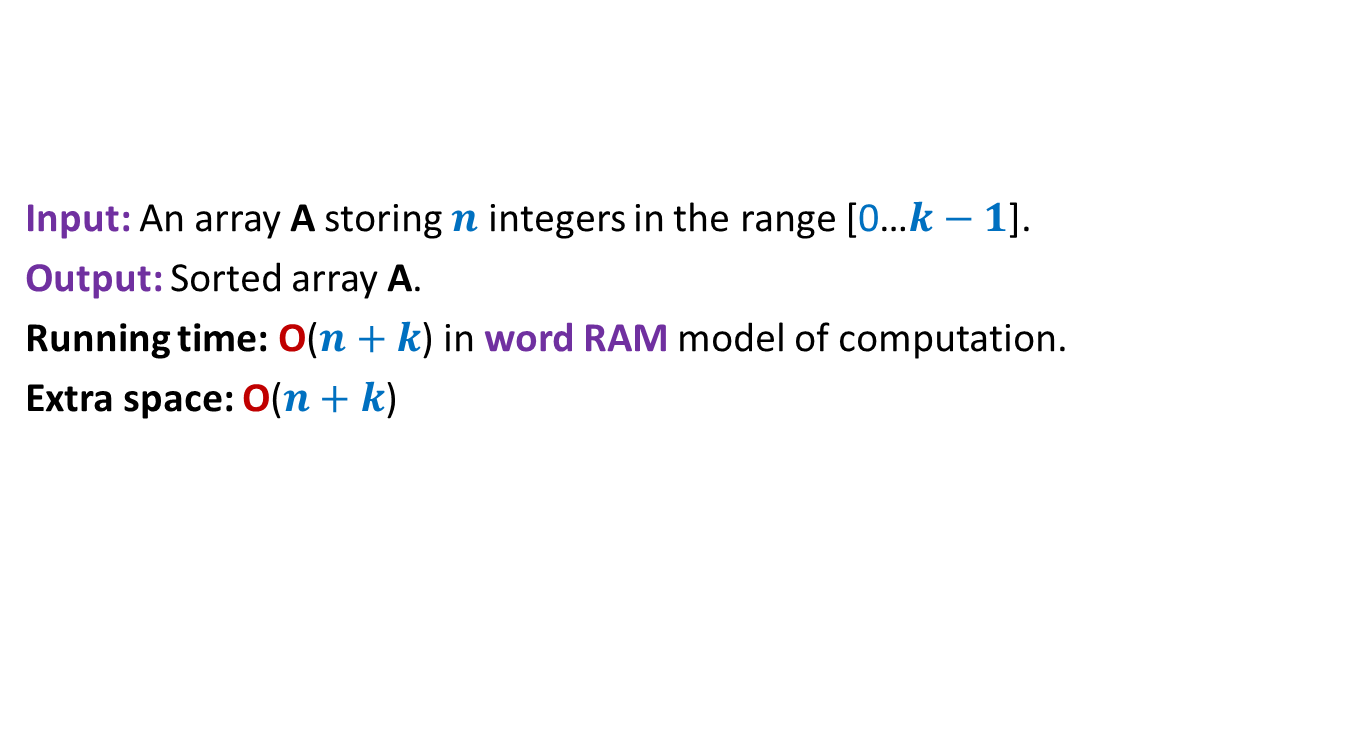 Input: An array A storing n integers in the range [0…k − 1].
Output: Sorted array A.
Running time: O(n + k) in word RAM model of computation.
Extra space: O(n + k)